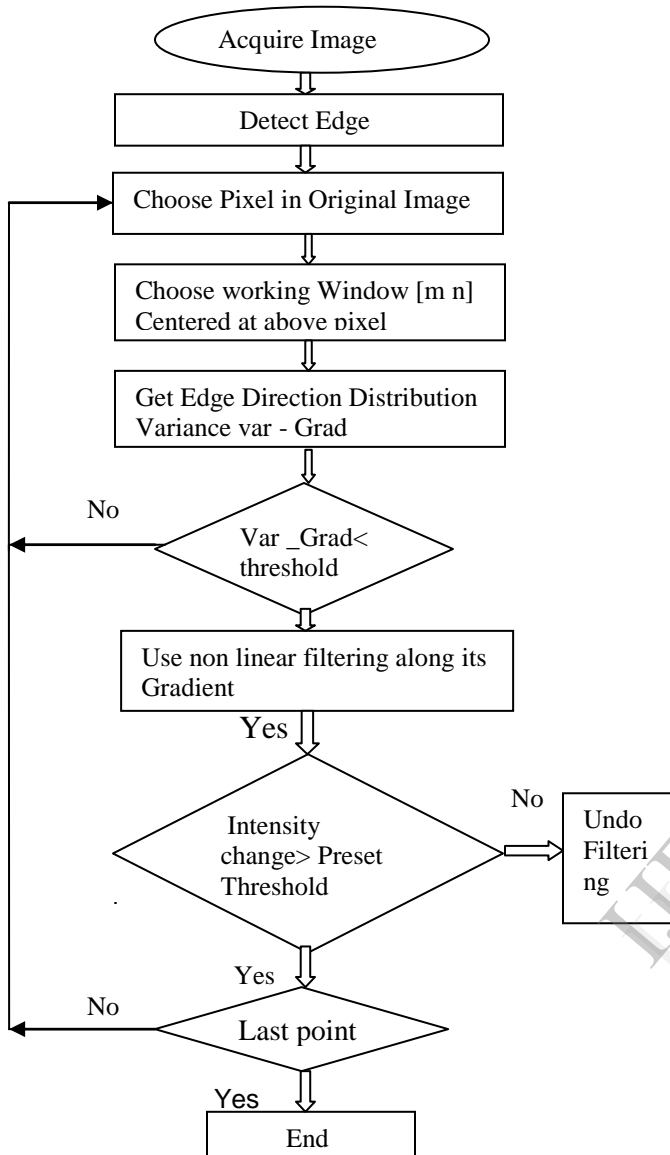 Acquire Image
Detect Edge
Choose Pixel in Original Image
Choose working Window [m n]
Centered at above pixel
Get Edge Direction Distribution
Variance var - Grad
No
Var _Grad<
threshold
Use non linear filtering along its
Gradient
Yes
No
Intensity
change> Preset
Threshold
Undo
Filteri
ng
.
Yes
No
Last point
Yes
End